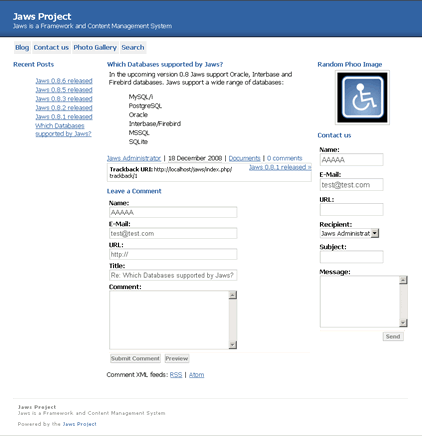 Jaws Project
Jaws is a Framework and Content Management System
Blog Contact us Photo Gallery Search
Recent Posts
Jaws 0.8.6 released
Jaws 0.8.5 released
Jaws 0.8.3 released
Jaws 0.8.2 released
Jaws 0.8.1 released
Which Databases
supported by Jaws?
Which Databases supported by Jaws?
In the upcoming version 0.8 Jaws support Oracle, Interbase and
Firebird databases. Jaws support a wide range of databases:
MySQL/i
PostgreSQL
Oracle
Interbase/Firebird
MSSQL
SQLite
Jaws Administrator | 18 December 2008 | Documents | 0 comments
Trackback URI: http://localhost/jaws/index.php/
trackback/1
Jaws 0.8.1 released »
Leave a Comment
Name:
AAAAA
E-Mail:
test@test.com
URL:
http://
Title:
Re: Which Databases supported by Jaws?
Comment:
Submit Comment Preview
Comment XML feeds: RSS | Atom
Random Phoo Image
Contact us
Name:
AAAAA
E-Mail:
test@test.com
URL:
Recipient:
Jaws Administrat
Subject:
Message:
Send
Jaws Project
Jaws is a Framework and Content Management System
Powered by the Jaws Project